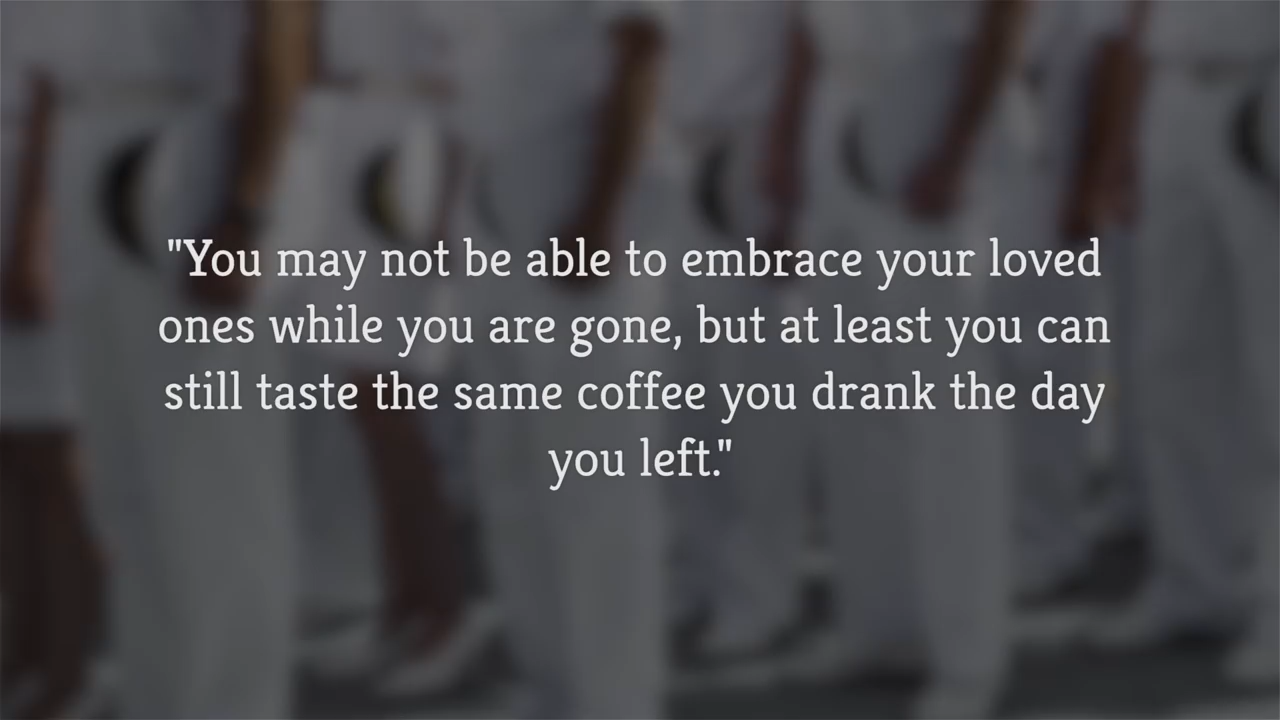 "You may not be able to embrace your loved
ones while you are gone, but at least you can
still taste the same coffee you drank the day
you left."